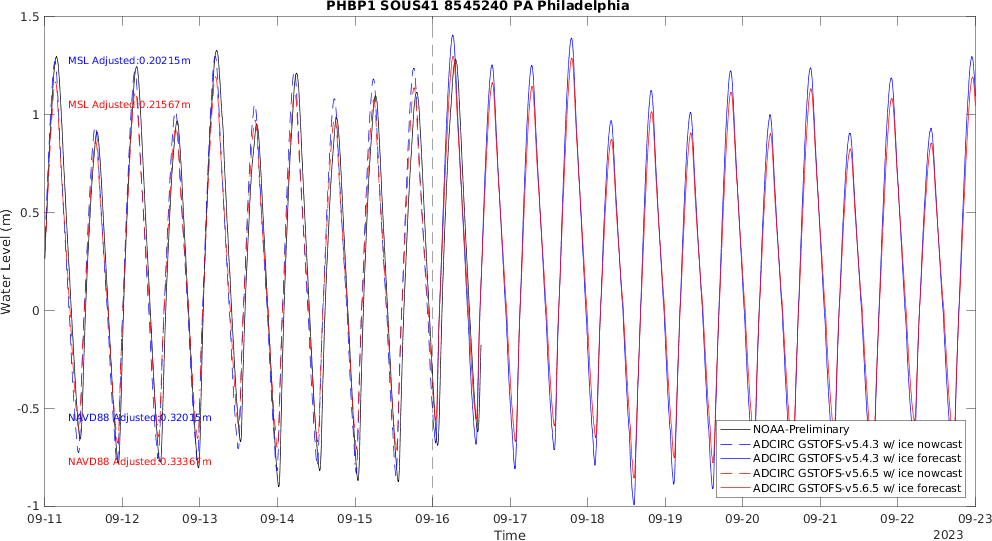 PHBP1 SOUS41 8545240 PA Philadelphia
1.5
1
0.5
0
-0.5
-1
Water Level (m)
MSL Adjusted:0.20215m
MSL Adjusted:0.21567m
NAVD88 Adjusted:0.32015m
NAVD88 Adjusted:0.33367m
NOAA-Preliminary
ADCIRC GSTOFS-v5.4.3 w/ ice nowcast
ADCIRC GSTOFS-v5.4.3 w/ ice forecast
ADCIRC GSTOFS-v5.6.5 w/ ice nowcast
ADCIRC GSTOFS-v5.6.5 w/ ice forecast
09-11 09-12 09-13 09-14 09-15 09-16 09-17 09-18 09-19 09-20 09-21 09-22 09-23
Time
2023